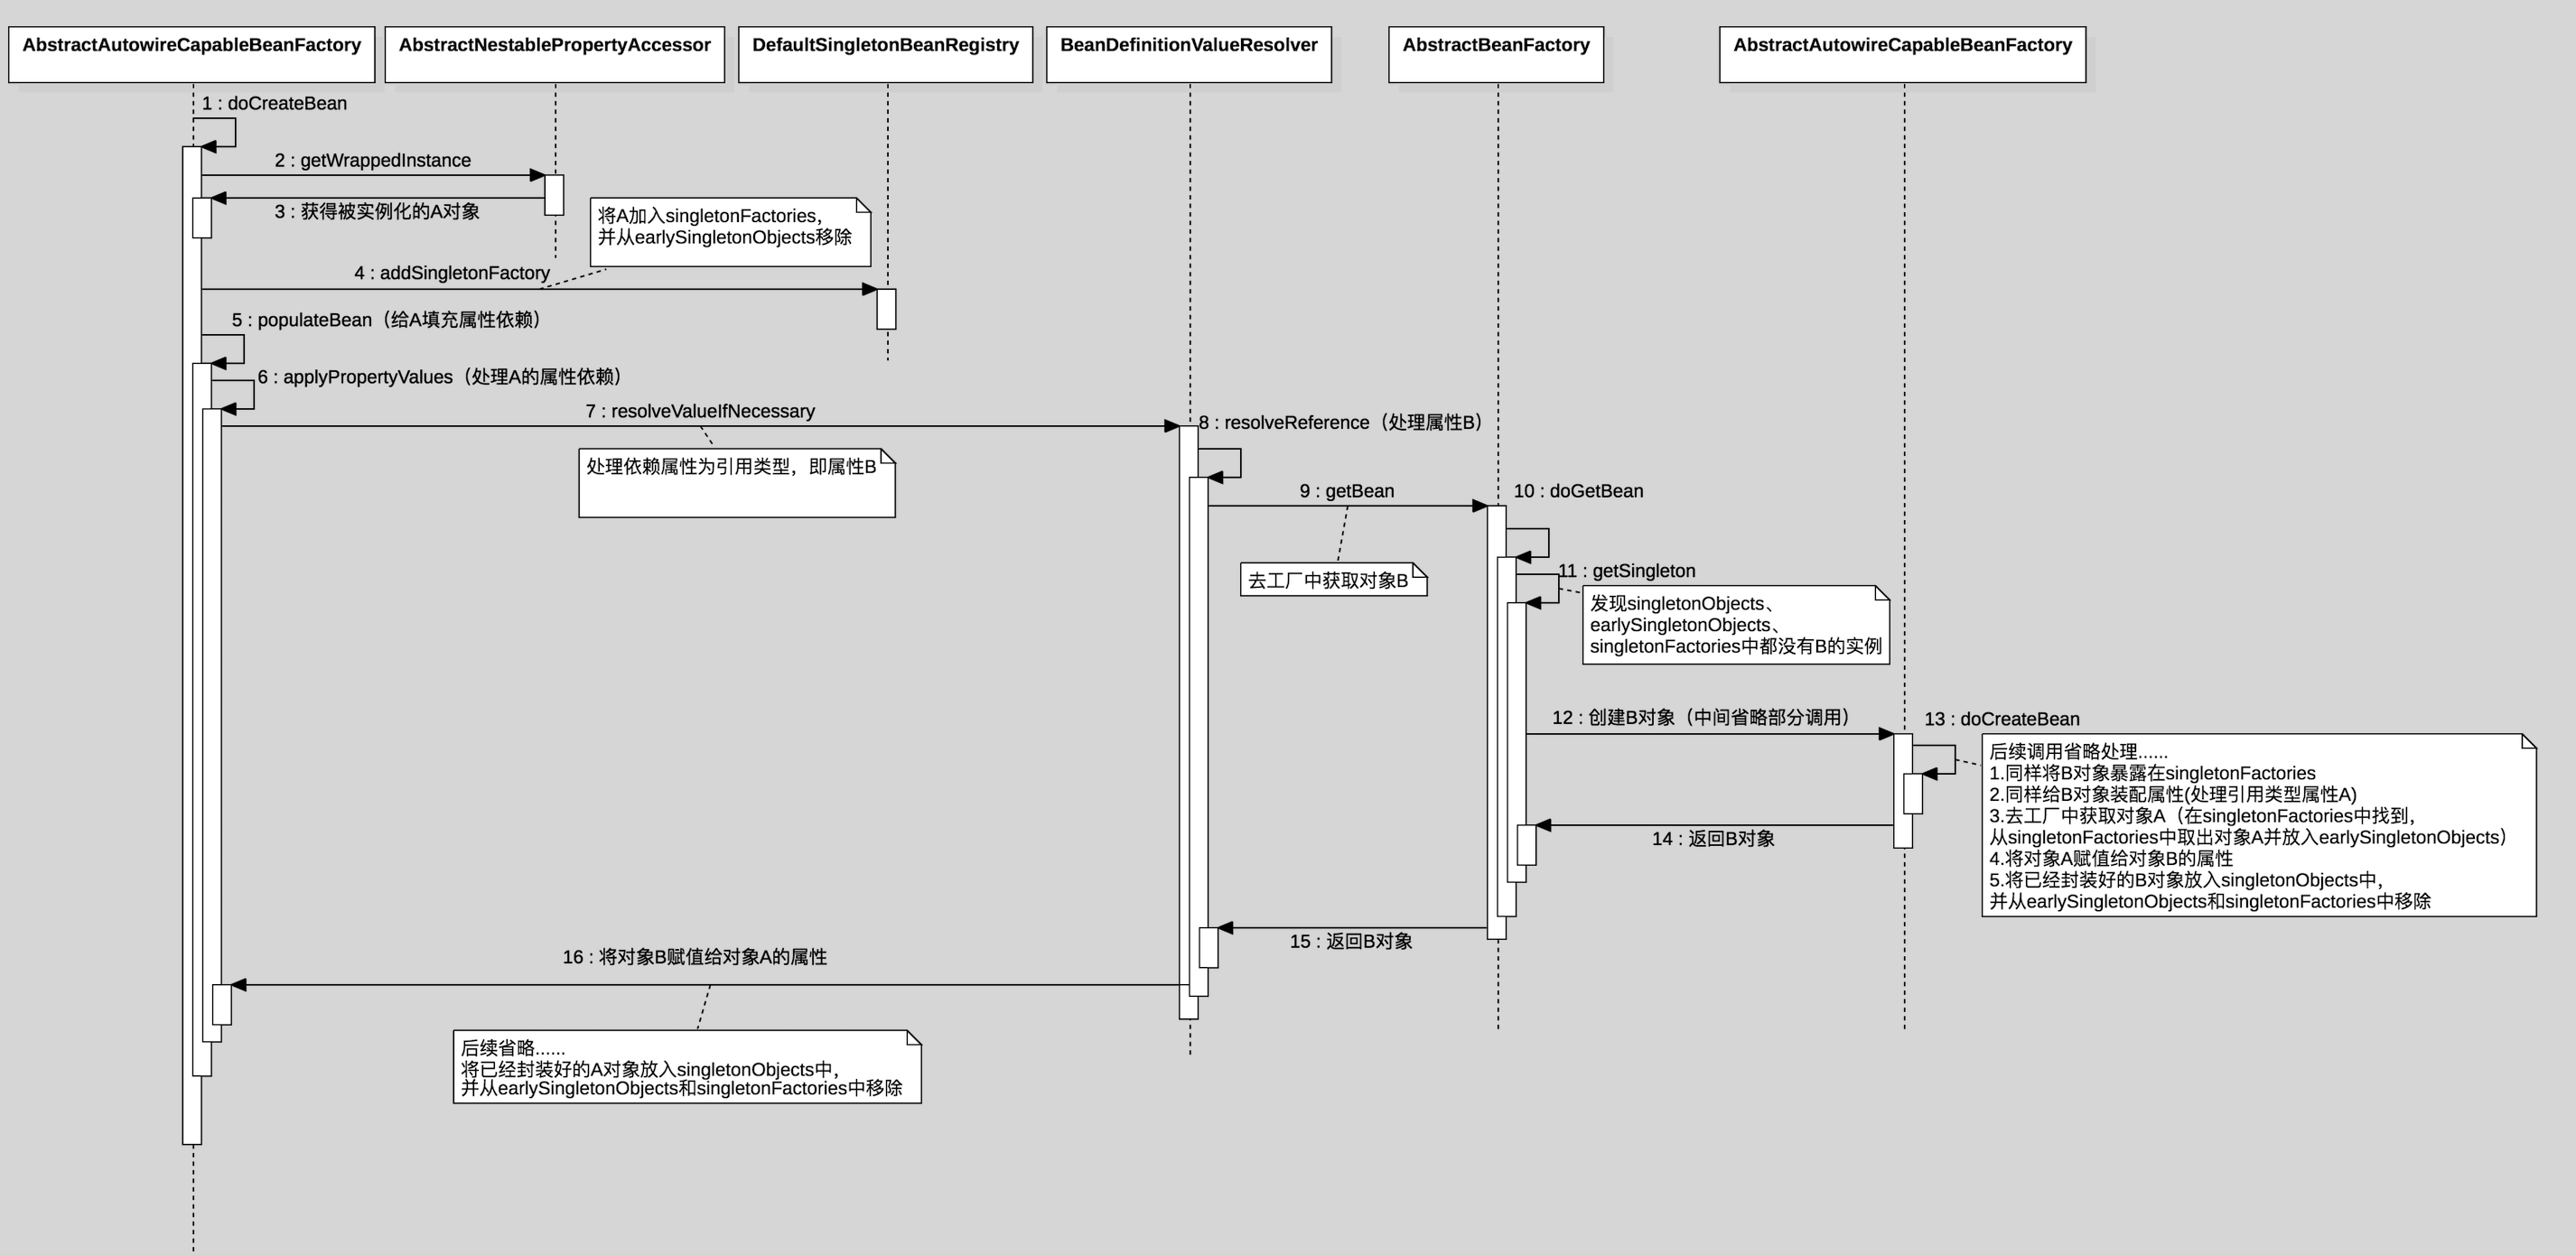 AbstractAutowireCapableBeanFactory
AbstractNestablePropertyAccessor
DefaultSingletonBeanRegistry
BeanDefinitionValueResolver
AbstractBeanFactory
AbstractAutowireCapableBeanFactory
1 : doCreateBean
2 : getWrappedInstance
3 : 获得被实例化的A对象
将A加入singletonFactories，
并从earlySingletonObjects移除
4 : addSingletonFactory
5 : populateBean（给A填充属性依赖）
6 : applyPropertyValues（处理A的属性依赖）
7 : resolveValueIfNecessary
处理依赖属性为引用类型，即属性B
8 : resolveReference（处理属性B）
9 : getBean
去工厂中获取对象B
10 : doGetBean
11 : getSingleton
发现singletonObjects、
earlySingletonObjects、
singletonFactories中都没有B的实例
12 : 创建B对象（中间省略部分调用）
13 : doCreateBean
后续调用省略处理......
1.同样将B对象暴露在singletonFactories
2.同样给B对象装配属性(处理引用类型属性A)
3.去工厂中获取对象A（在singletonFactories中找到，
从singletonFactories中取出对象A并放入earlySingletonObjects）
4.将对象A赋值给对象B的属性
5.将已经封装好的B对象放入singletonObjects中，
并从earlySingletonObjects和singletonFactories中移除
14 : 返回B对象
15 : 返回B对象
16 : 将对象B赋值给对象A的属性
后续省略......
将已经封装好的A对象放入singletonObjects中，
并从earlySingletonObjects和singletonFactories中移除